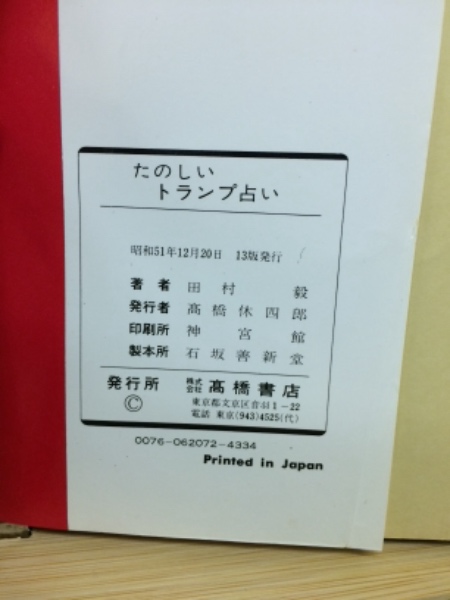 たのしい
トランプ占い
昭和51年12月20日 13版発行
著者 田村 毅
発行者 髙橋休四郎
印刷所 神宮館
製本所 石坂善新堂
発行所 株式会社 髙橋書店
© 東京都文京区音羽1-22
電話 東京(943)4525(代)
0076-062072-4334
Printed in Japan